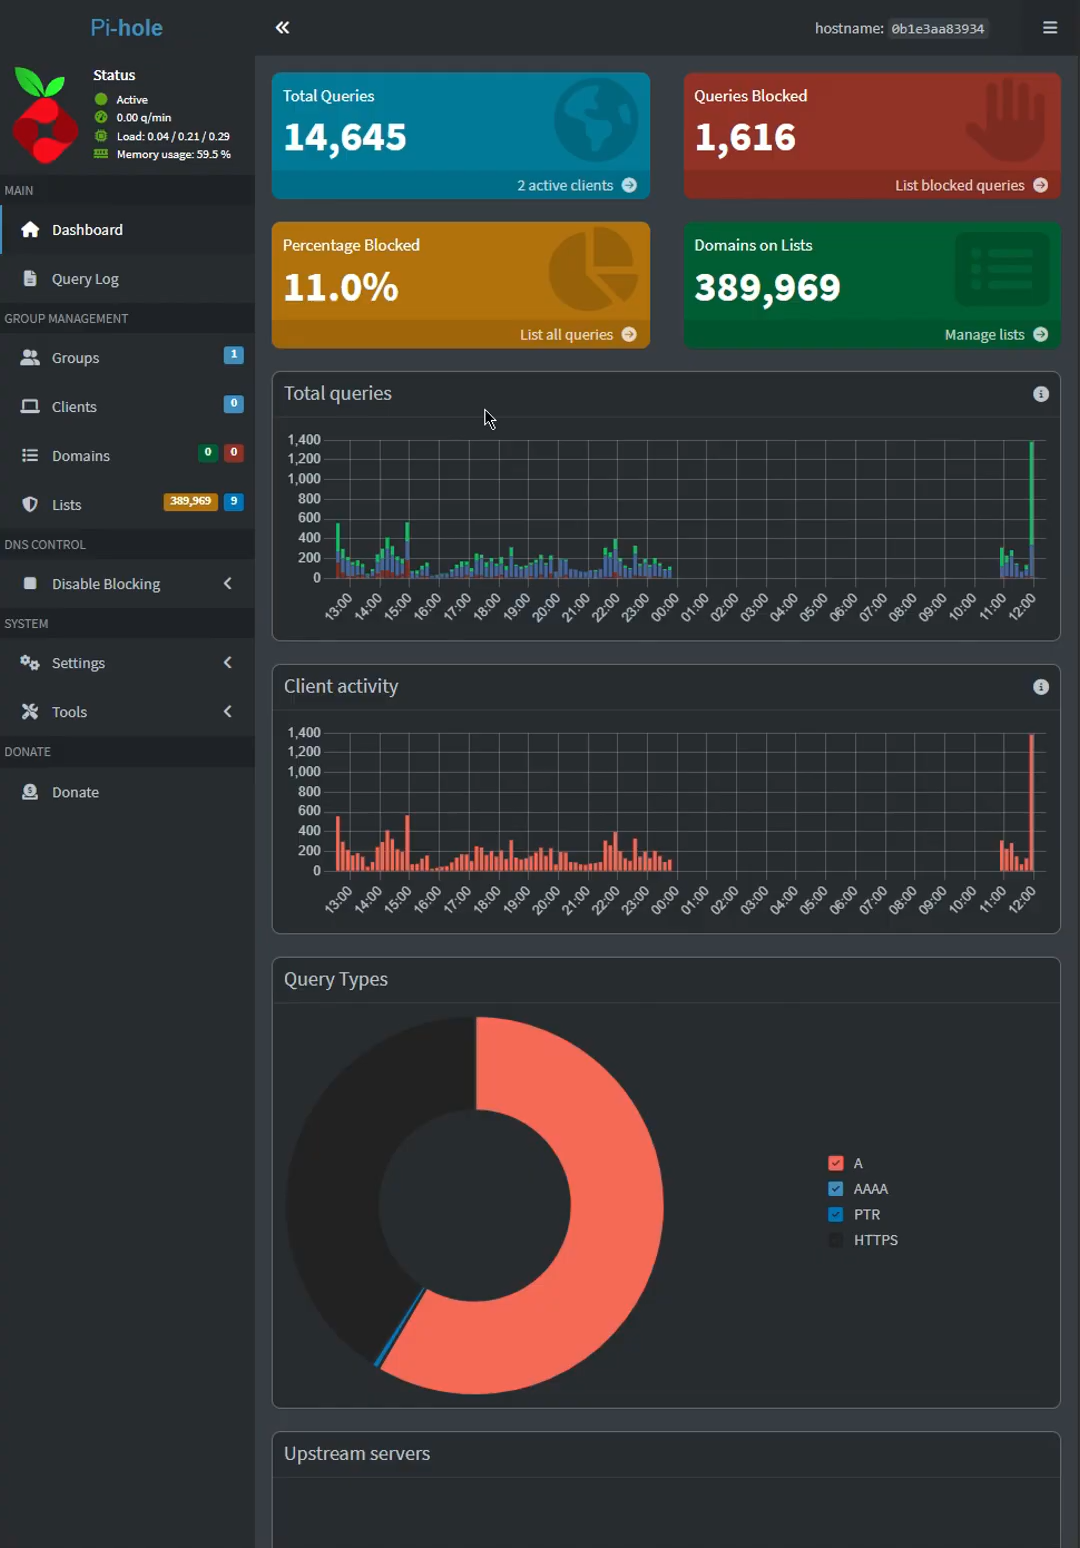 Pi-hole
hostname: 0b1e3aa83934
Status
Active
0.00 q/min
Load: 0.04 / 0.21 / 0.29
Memory usage: 59.5 %
MAIN
Dashboard
Query Log
GROUP MANAGEMENT
Groups 1
Clients 0
Domains 0 0
Lists 389,969 9
DNS CONTROL
Disable Blocking
SYSTEM
Settings
Tools
DONATE
Donate
Total Queries
14,645
2 active clients
Queries Blocked
1,616
List blocked queries
Percentage Blocked
11.0%
List all queries
Domains on Lists
389,969
Manage lists
Total queries
1,400
1,200
1,000
800
600
400
200
0
13:00 14:00 15:00 16:00 17:00 18:00 19:00 20:00 21:00 22:00 23:00 00:00 01:00 02:00 03:00 04:00 05:00 06:00 07:00 08:00 09:00 10:00 11:00 12:00
Client activity
1,400
1,200
1,000
800
600
400
200
0
13:00 14:00 15:00 16:00 17:00 18:00 19:00 20:00 21:00 22:00 23:00 00:00 01:00 02:00 03:00 04:00 05:00 06:00 07:00 08:00 09:00 10:00 11:00 12:00
Query Types
A
AAAA
PTR
HTTPS
Upstream servers